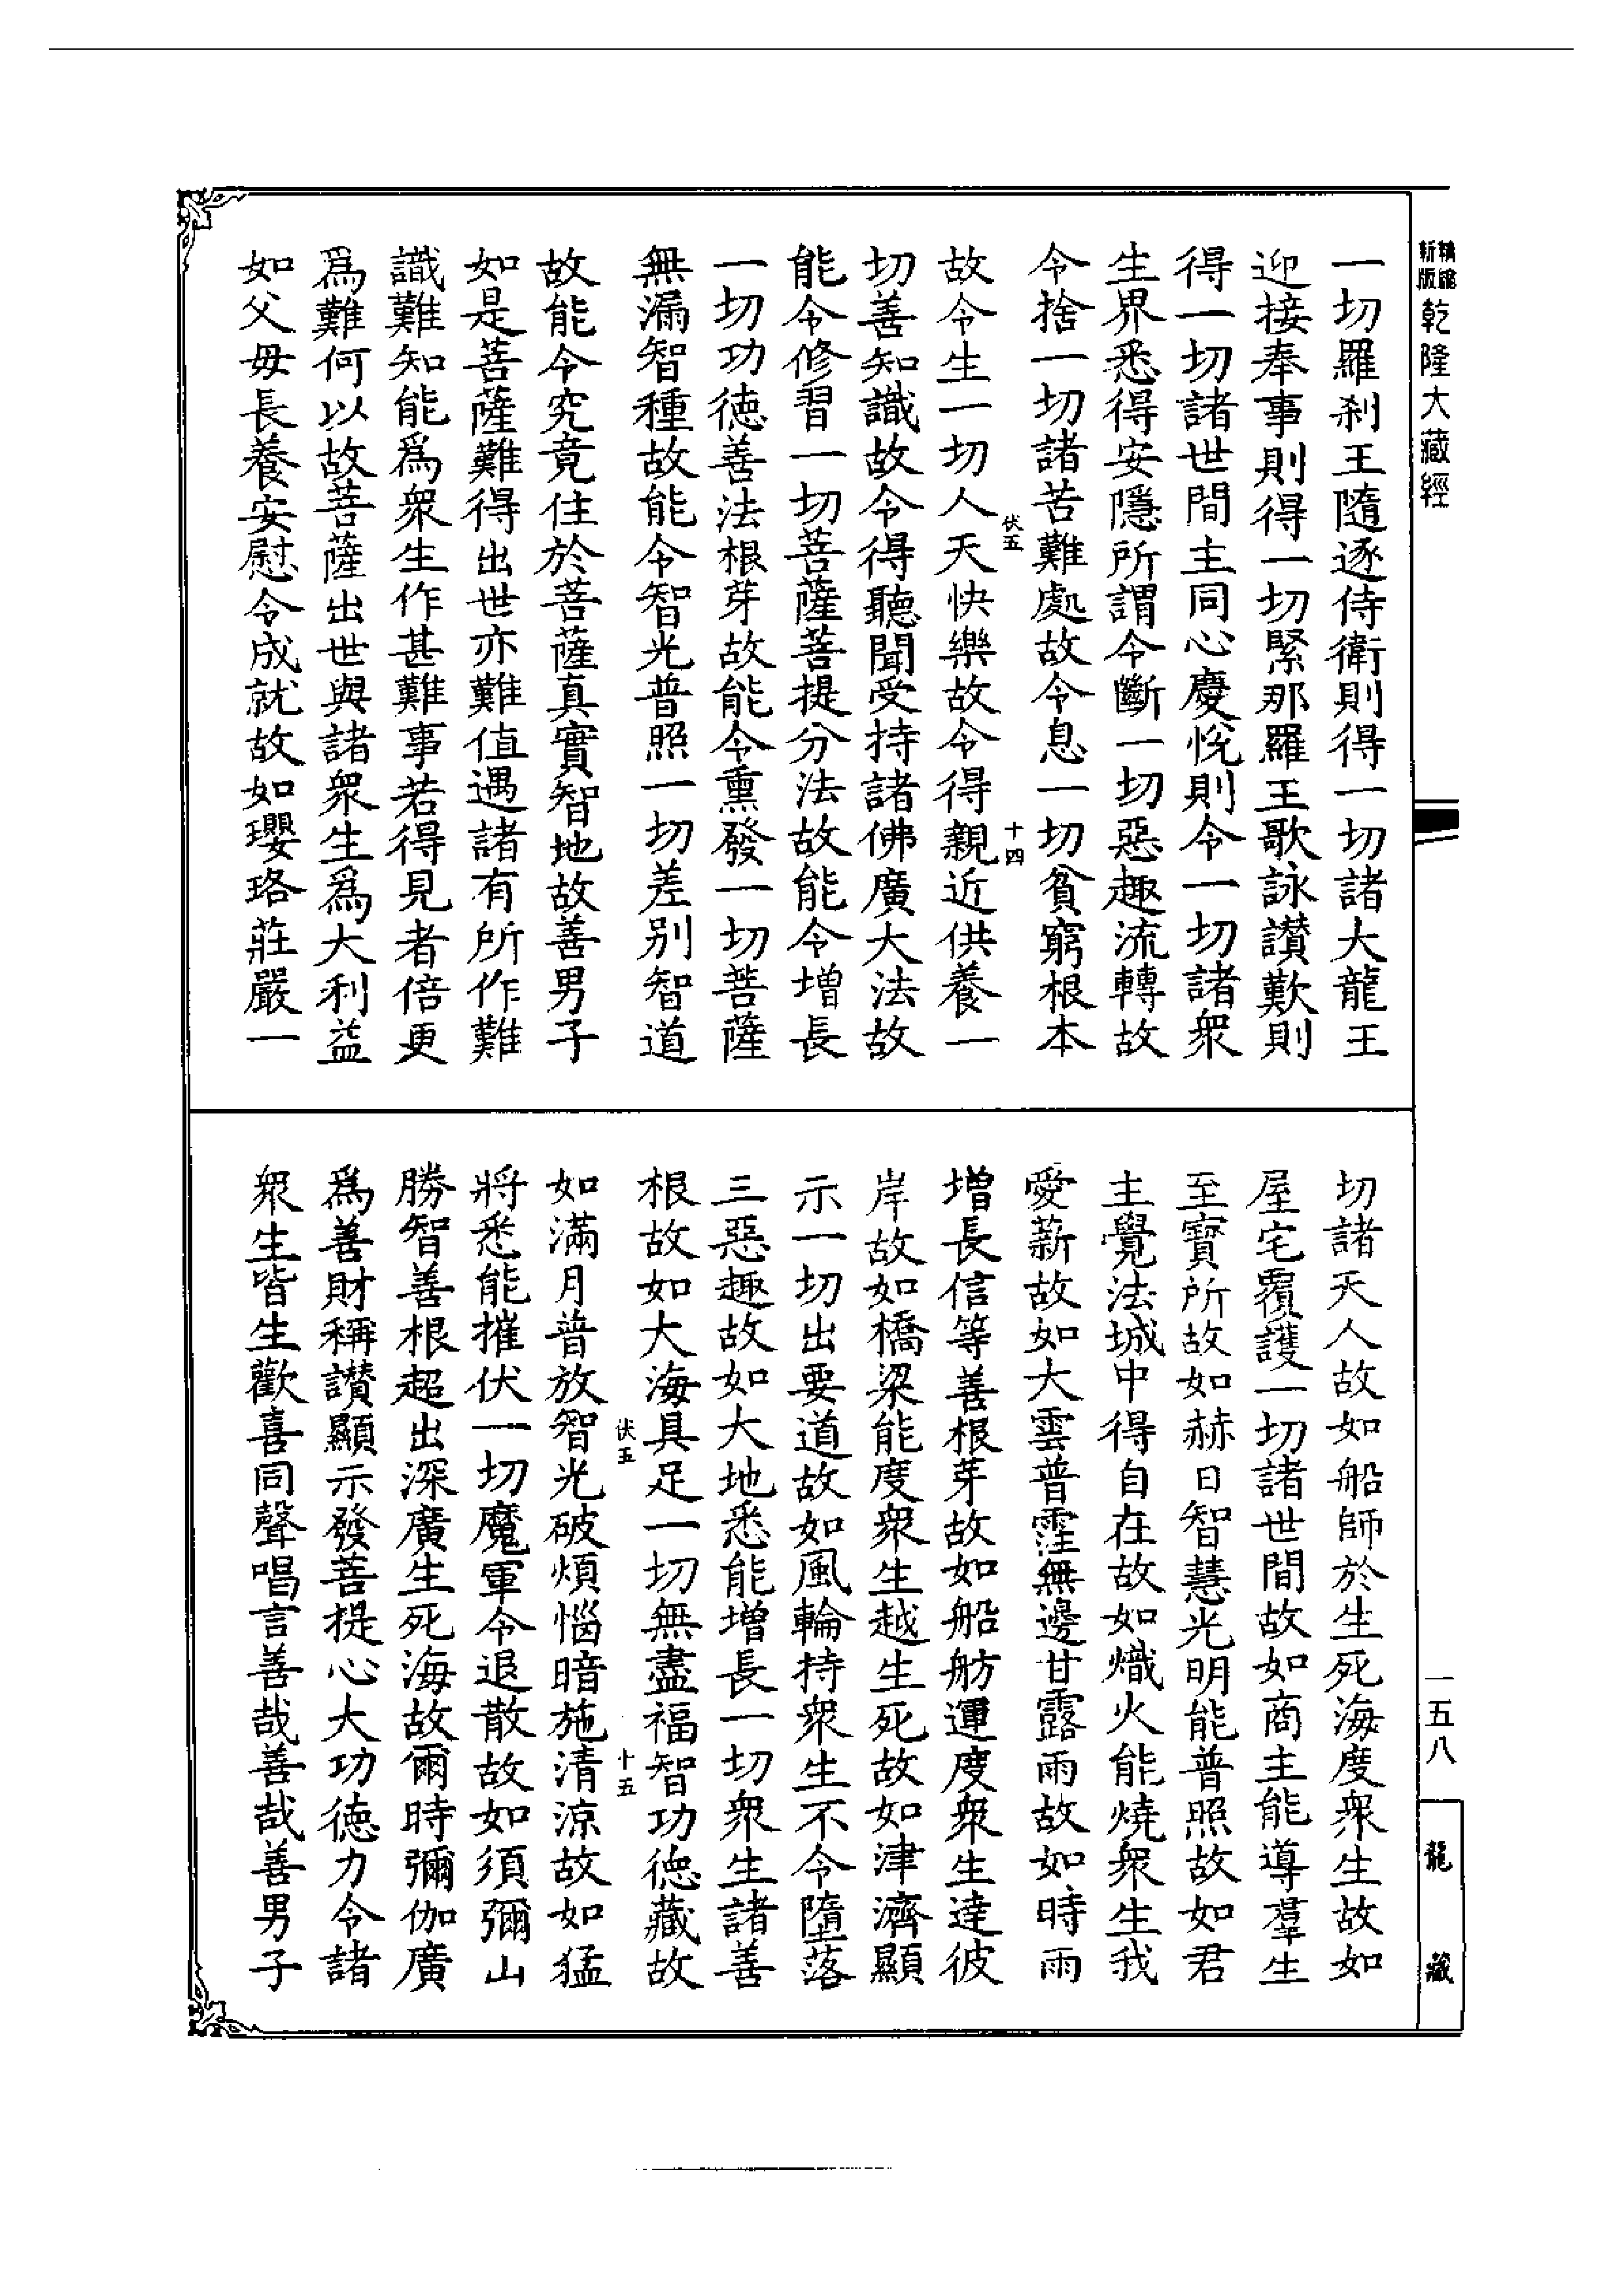 精縮新版 乾隆大藏經
一切羅剎王隨逐侍衛則得一切諸大龍王
迎接奉事則得一切緊那羅王歌詠讚歎則
得一切諸世間主同心慶悅則令一切諸衆
生界悉得安隱所謂令斷一切惡趣流轉故
令捨一切諸苦難處故令息一切貧窮根本
伏五 十四
故令生一切人天快樂故令得親近供養一
切善知識故令得聽聞受持諸佛廣大法故
能令修習一切菩薩菩提分法故能令增長
一切功德善法根芽故能令熏發一切菩薩
無漏智種故能令智光普照一切差別智道
故能令究竟住於菩薩真實智地故善男子
如是菩薩難得出世亦難值遇諸有所作難
識難知能爲衆生作甚難事若得見者倍更
爲難何以故菩薩出世與諸衆生爲大利益
如父母長養安慰令成就故如瓔珞莊嚴一
切諸天人故如船師於生死海度衆生故如
屋宅覆護一切諸世間故如商主能導羣生
至寶所故如赫日智慧光明能普照故如君
主覺法城中得自在故如熾火能燒衆生我
愛薪故如大雲普霔無邊甘露雨故如時雨
增長信等善根芽故如船舫運度衆生達彼
岸故如橋梁能度衆生越生死故如津濟顯
示一切出要道故如風輪持衆生不令墮落
三惡趣故如大地悉能增長一切衆生諸善
根故如大海具足一切無盡福智功德藏故
伏五 十五
如滿月普放智光破煩惱暗施清涼故如猛
將悉能摧伏一切魔軍令退散故如須彌山
勝智善根超出深廣生死海故爾時彌伽廣
爲善財稱讚顯示發菩提心大功德力令諸
衆生皆生歡喜同聲唱言善哉善哉善男子
一五八
龍藏